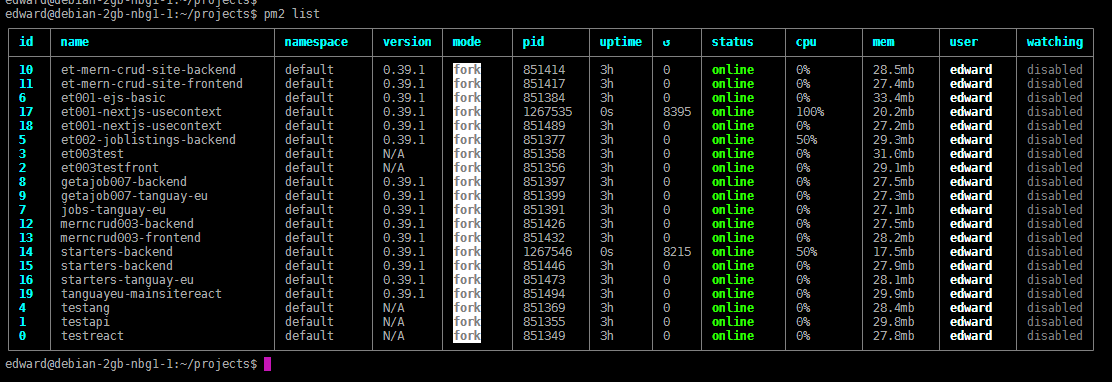 edward@debian-2gb-nbg1-1:~/projects$
edward@debian-2gb-nbg1-1:~/projects$ pm2 list
id name namespace version mode pid uptime ↺ status cpu mem user watching
10 et-mern-crud-site-backend default 0.39.1 fork 851414 3h 0 online 0% 28.5mb edward disabled
11 et-mern-crud-site-frontend default 0.39.1 fork 851417 3h 0 online 0% 27.4mb edward disabled
6 et001-ejs-basic default 0.39.1 fork 851384 3h 0 online 0% 33.4mb edward disabled
17 et001-nextjs-usecontext default 0.39.1 fork 1267535 0s 8395 online 100% 20.2mb edward disabled
18 et001-nextjs-usecontext default 0.39.1 fork 851489 3h 0 online 0% 27.2mb edward disabled
5 et002-joblistings-backend default 0.39.1 fork 851377 3h 0 online 50% 29.3mb edward disabled
3 et003test default N/A fork 851358 3h 0 online 0% 31.0mb edward disabled
2 et003testfront default N/A fork 851356 3h 0 online 0% 29.1mb edward disabled
8 getajob007-backend default 0.39.1 fork 851397 3h 0 online 0% 27.5mb edward disabled
9 getajob007-tanguay-eu default 0.39.1 fork 851399 3h 0 online 0% 27.3mb edward disabled
7 jobs-tanguay-eu default 0.39.1 fork 851391 3h 0 online 0% 27.1mb edward disabled
12 merncrud003-backend default 0.39.1 fork 851426 3h 0 online 0% 27.5mb edward disabled
13 merncrud003-frontend default 0.39.1 fork 851432 3h 0 online 0% 28.2mb edward disabled
14 starters-backend default 0.39.1 fork 1267546 0s 8215 online 50% 17.5mb edward disabled
15 starters-backend default 0.39.1 fork 851446 3h 0 online 0% 27.9mb edward disabled
16 starters-tanguay-eu default 0.39.1 fork 851473 3h 0 online 0% 28.1mb edward disabled
19 tanguayeu-mainsitereact default 0.39.1 fork 851494 3h 0 online 0% 29.9mb edward disabled
4 testang default N/A fork 851369 3h 0 online 0% 28.4mb edward disabled
1 testapi default N/A fork 851355 3h 0 online 0% 29.8mb edward disabled
0 testreact default N/A fork 851349 3h 0 online 0% 27.8mb edward disabled
edward@debian-2gb-nbg1-1:~/projects$